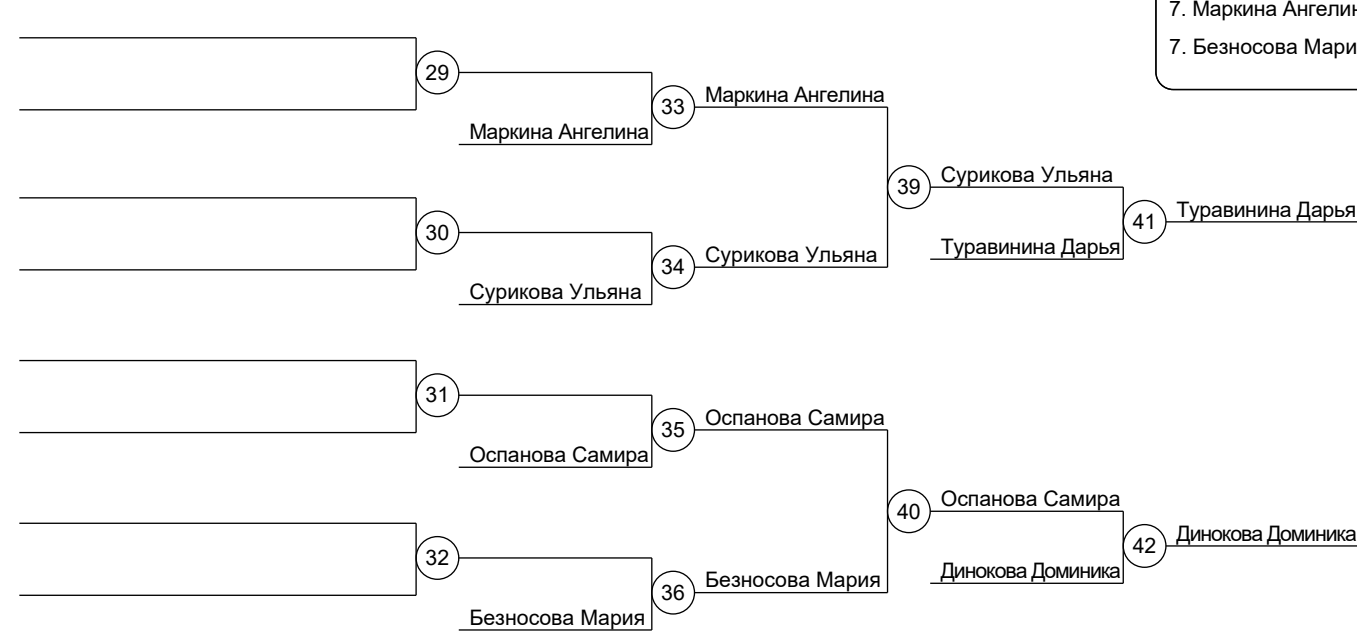 7. Маркина Ангелин
7. Безносова Мари
29
33
Маркина Ангелина
Маркина Ангелина
39
Сурикова Ульяна
41
Туравинина Дарья
30
34
Сурикова Ульяна
Туравинина Дарья
Сурикова Ульяна
31
35
Оспанова Самира
Оспанова Самира
40
Оспанова Самира
42
Динокова Доминика
32
36
Безносова Мария
Динокова Доминика
Безносова Мария